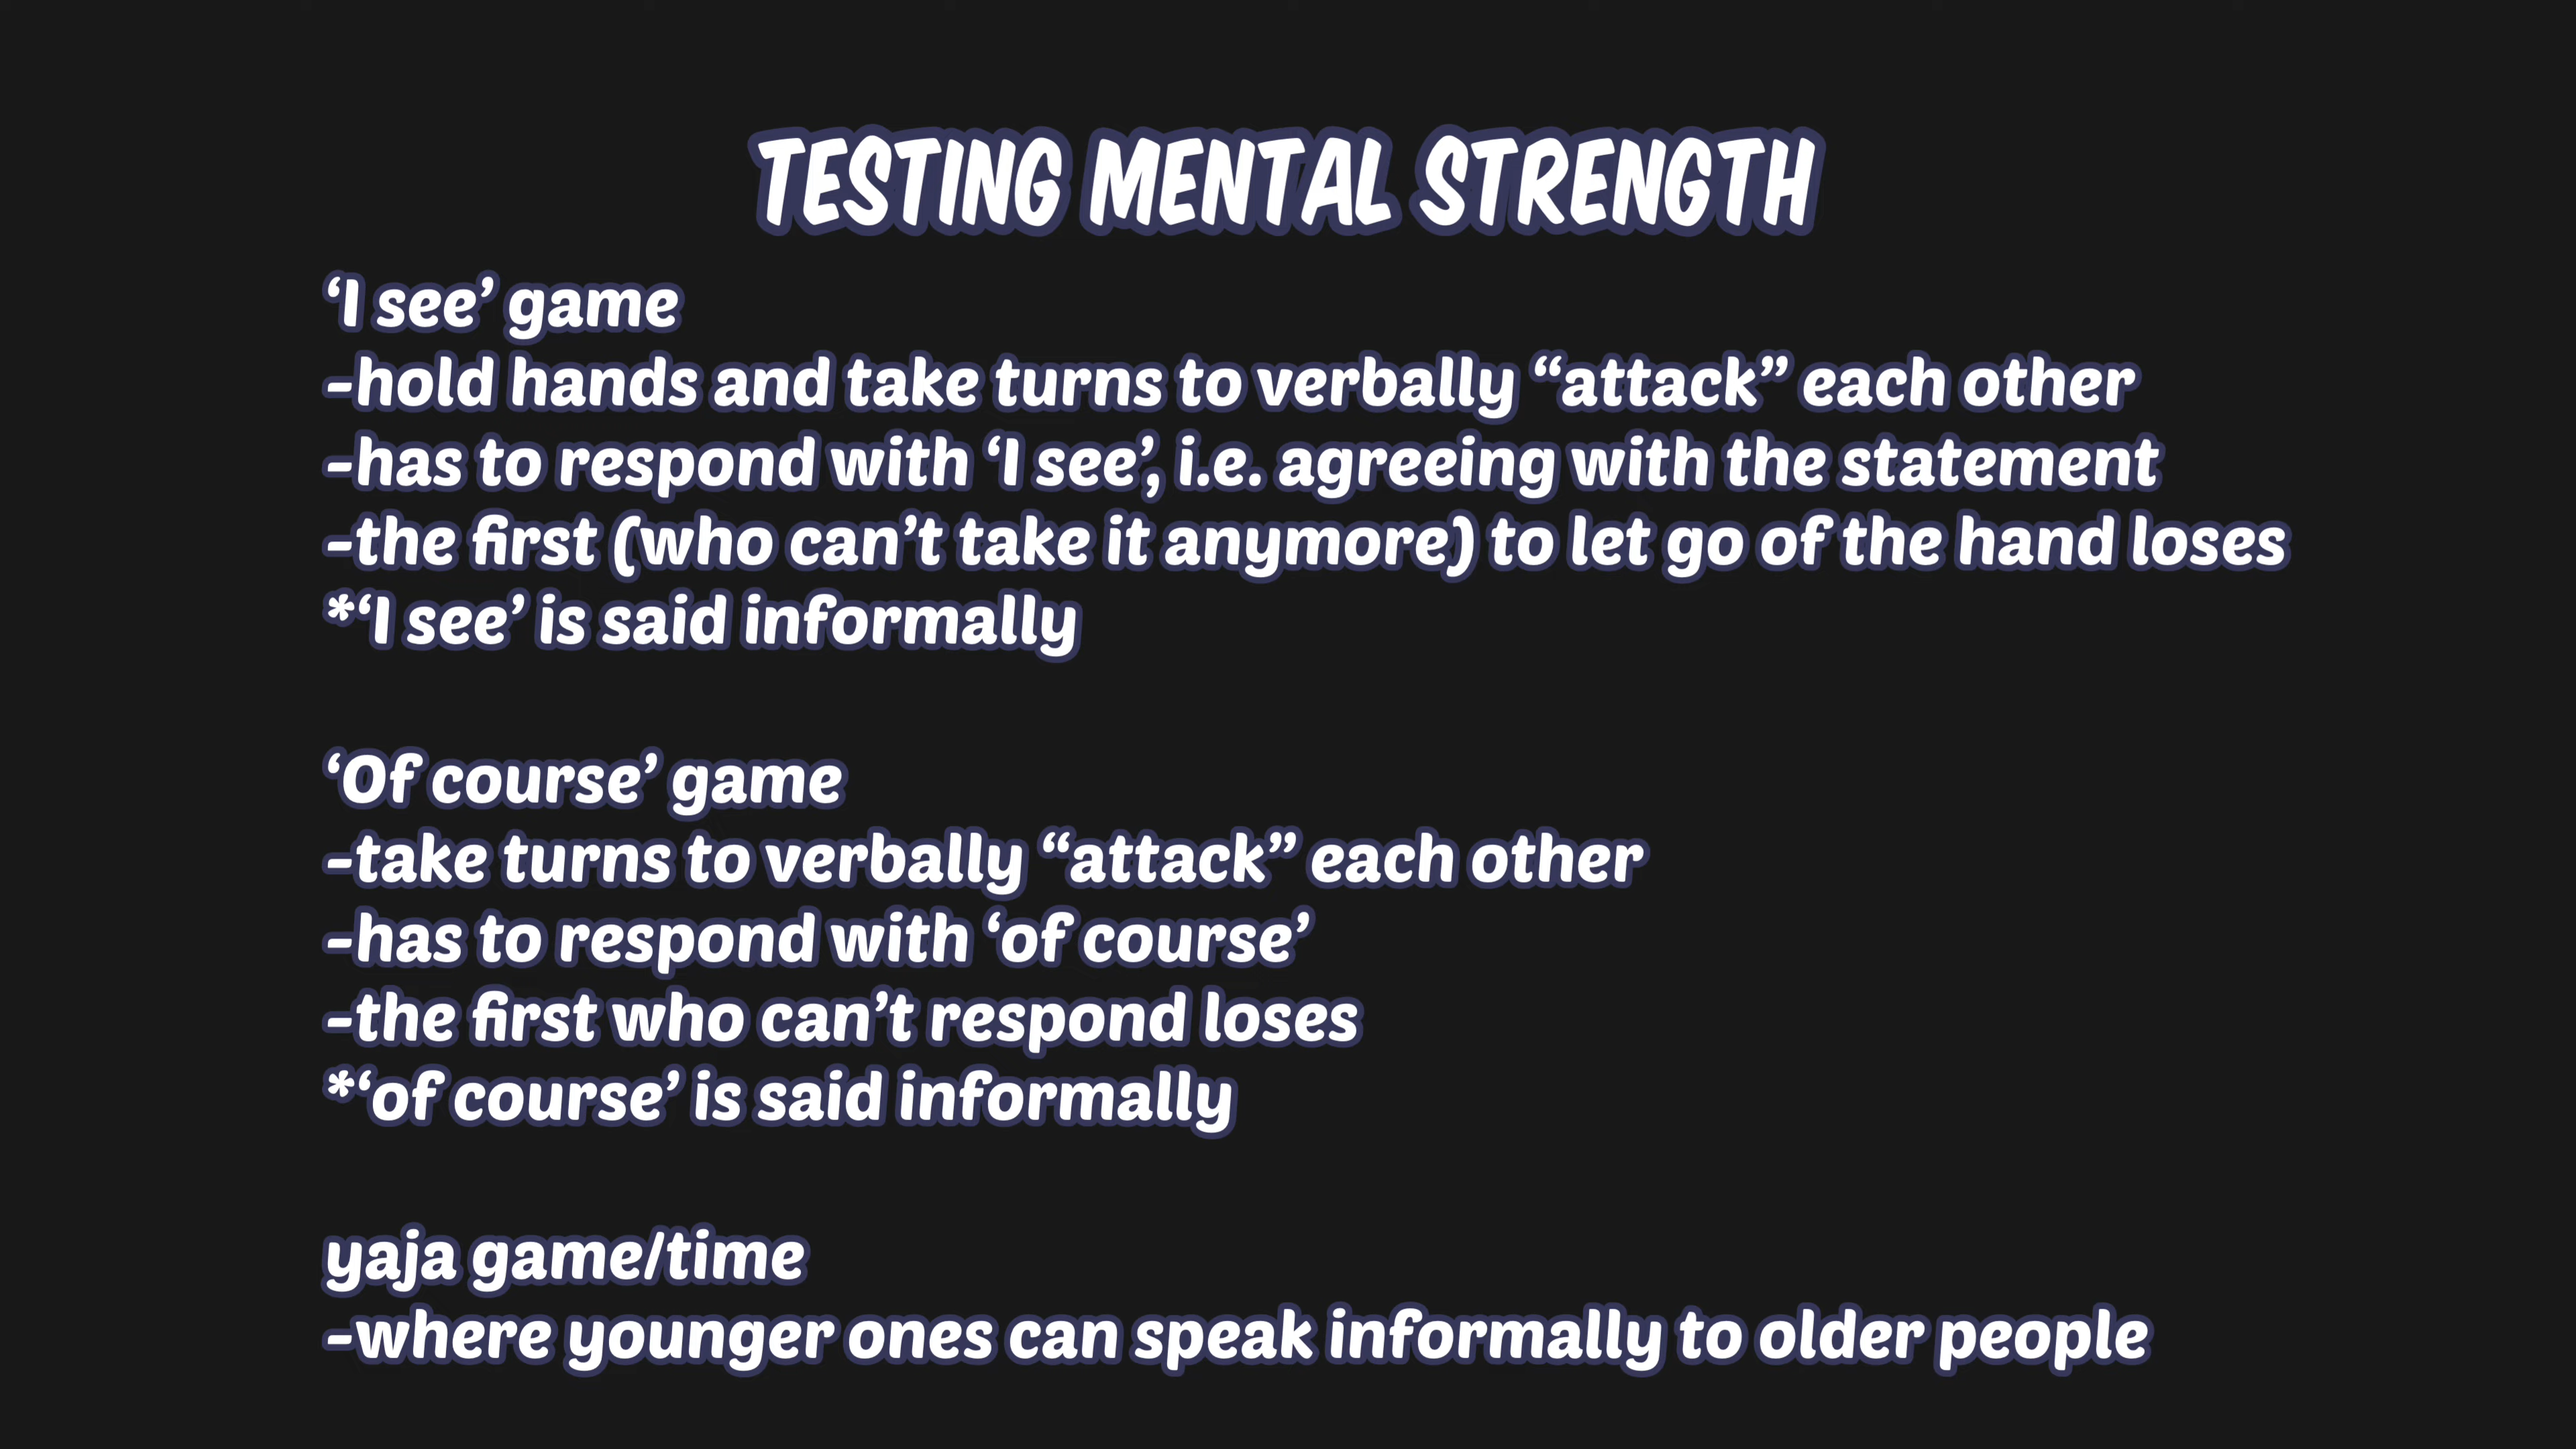 TESTING MENTAL STRENGTH
‘I see’ game
-hold hands and take turns to verbally “attack” each other
-has to respond with ‘I see’, i.e. agreeing with the statement
-the first (who can’t take it anymore) to let go of the hand loses
*‘I see’ is said informally
‘Of course’ game
-take turns to verbally “attack” each other
-has to respond with ‘of course’
-the first who can’t respond loses
*‘of course’ is said informally
yaja game/time
-where younger ones can speak informally to older people